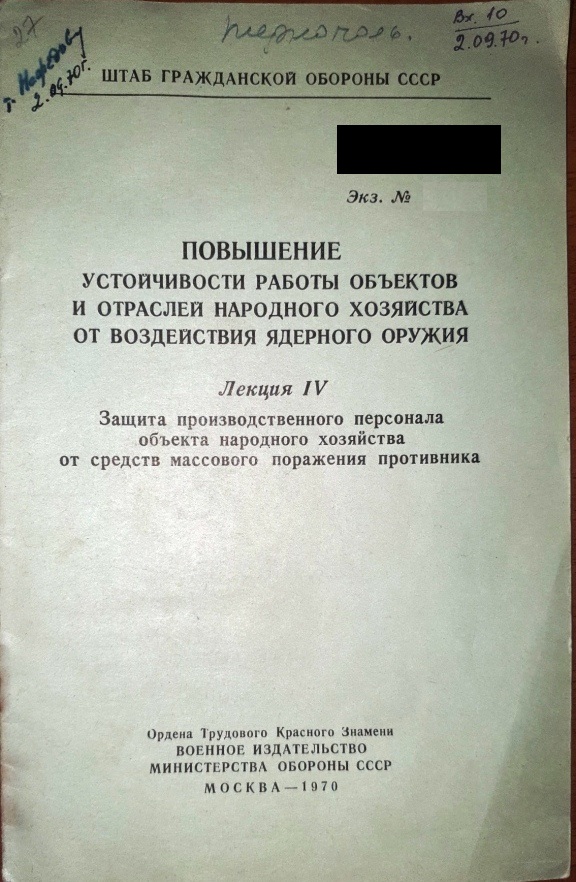 27
Вх. 10
2.09.70г.
т.
2.09.70г.
ШТАБ ГРАЖДАНСКОЙ ОБОРОНЫ СССР
Экз. №
ПОВЫШЕНИЕ
УСТОЙЧИВОСТИ РАБОТЫ ОБЪЕКТОВ
И ОТРАСЛЕЙ НАРОДНОГО ХОЗЯЙСТВА
ОТ ВОЗДЕЙСТВИЯ ЯДЕРНОГО ОРУЖИЯ
Лекция IV
Защита производственного персонала
объекта народного хозяйства
от средств массового поражения противника
Ордена Трудового Красного Знамени
ВОЕННОЕ ИЗДАТЕЛЬСТВО
МИНИСТЕРСТВА ОБОРОНЫ СССР
МОСКВА—1970